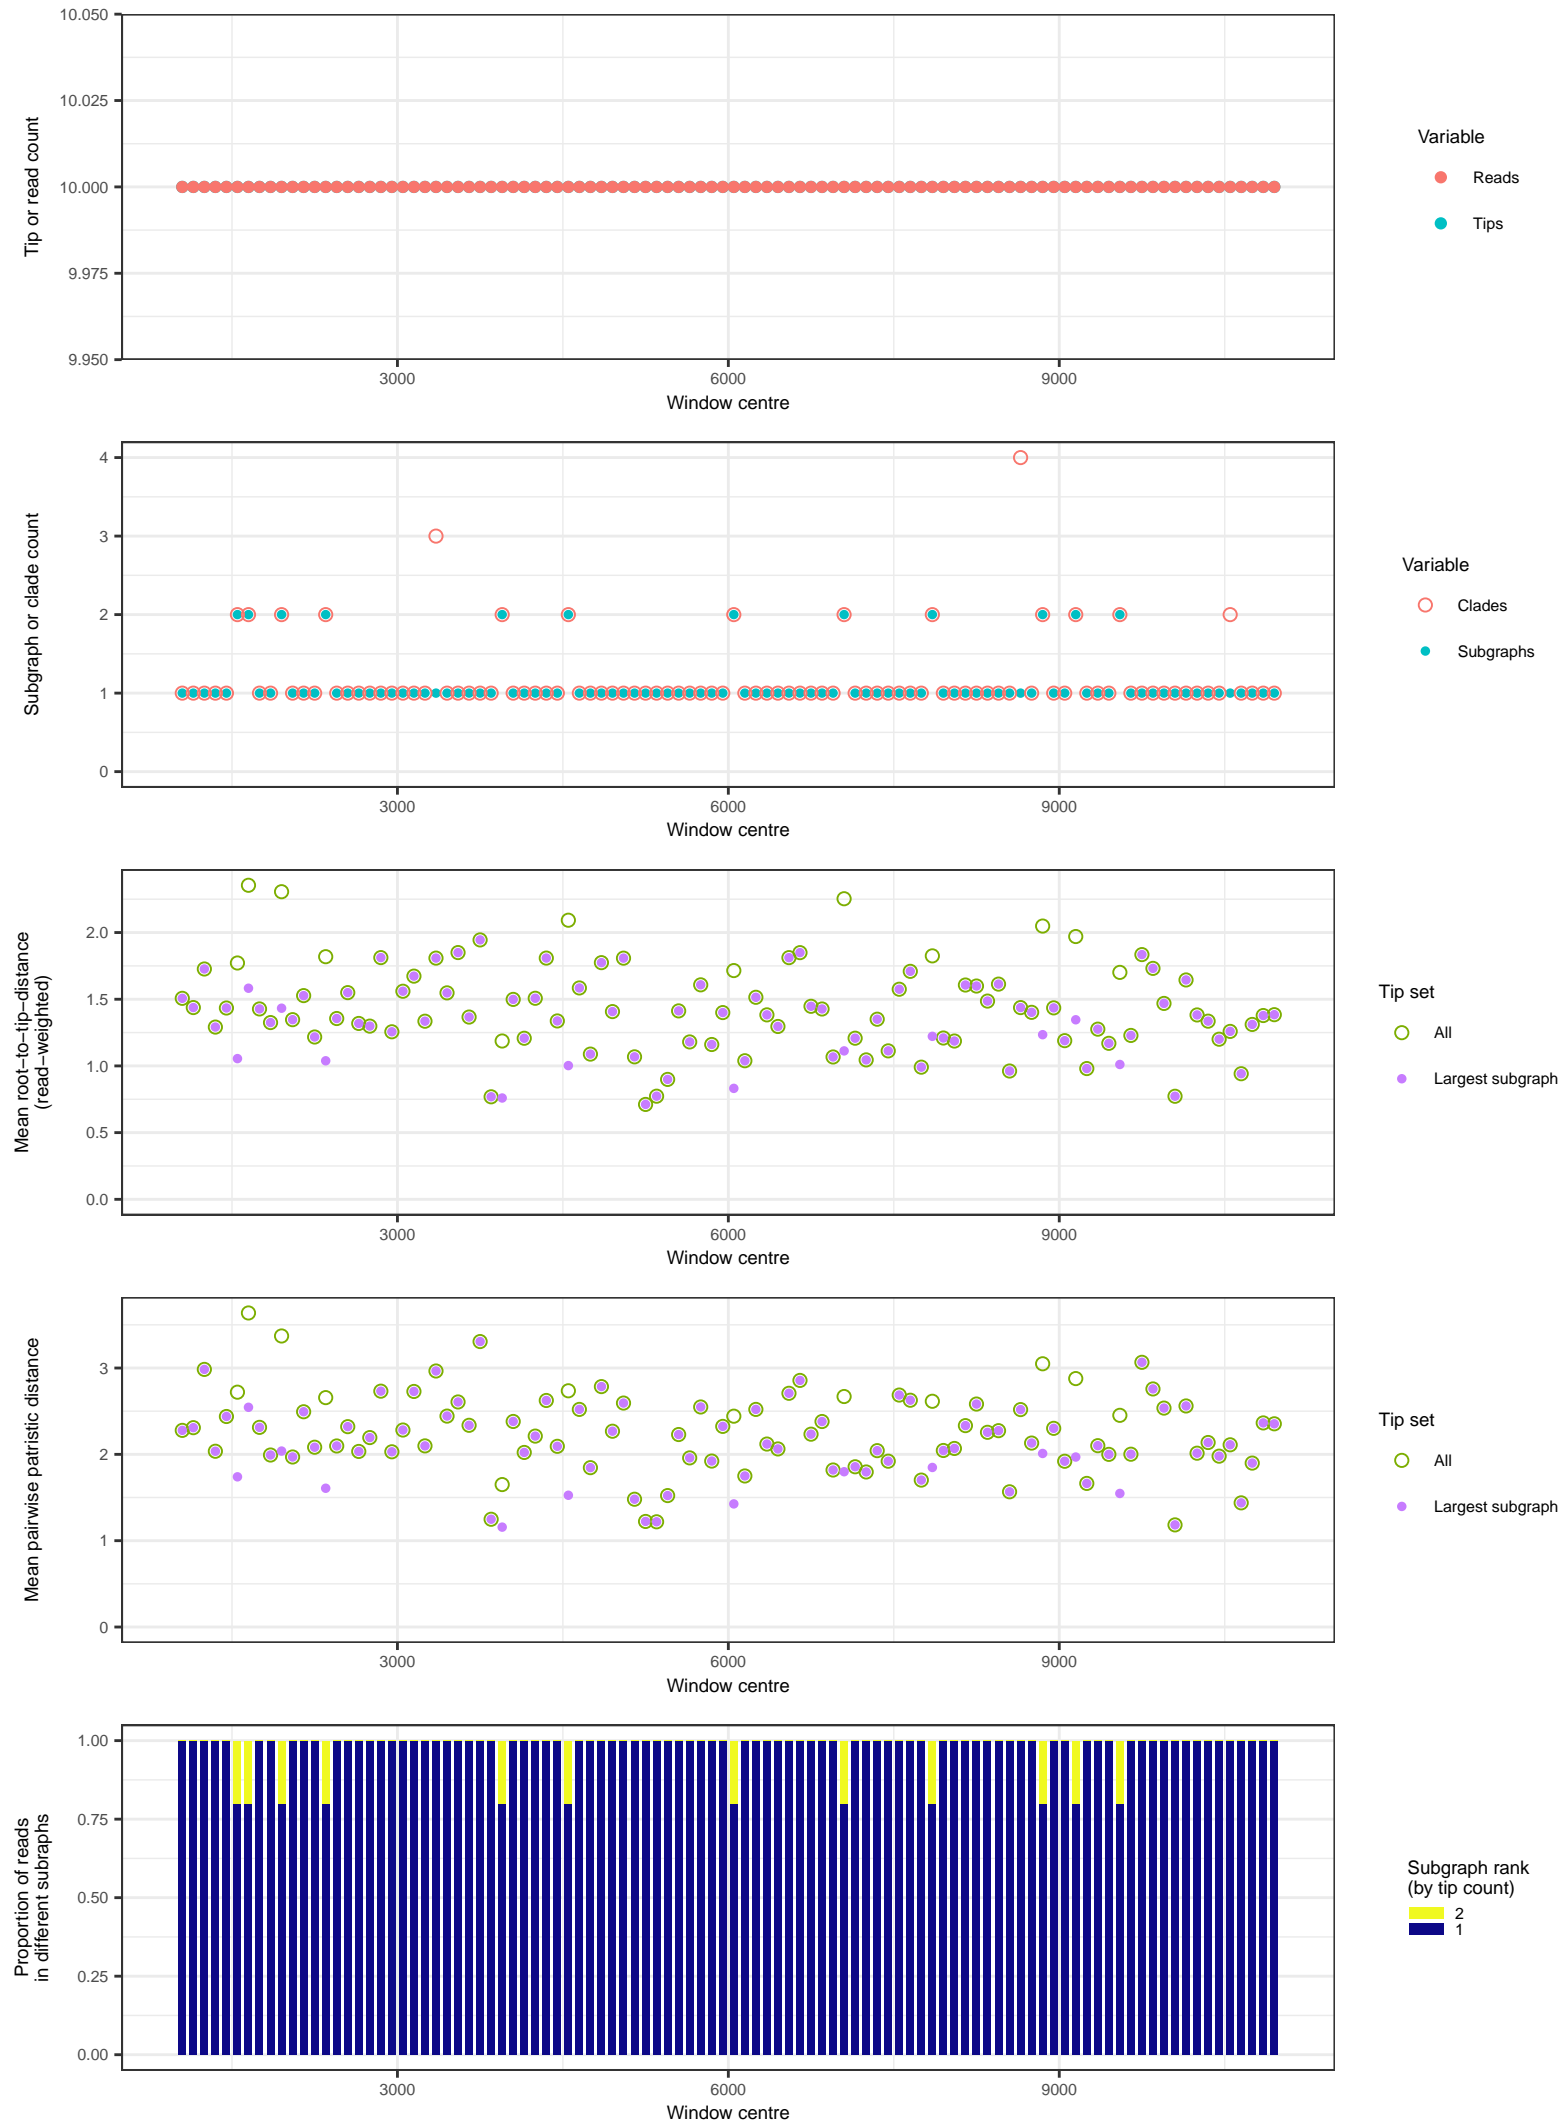 10.050
10.025
10.000
9.975
9.950
Tip or read count
3000
6000
9000
Window centre
Variable
Reads
Tips
4
3
2
1
0
Subgraph or clade count
3000
6000
9000
Window centre
Variable
Clades
Subgraphs
2.0
1.5
1.0
0.5
0.0
Mean root−to−tip−distance
(read−weighted)
3000
6000
9000
Window centre
Tip set
All
Largest subgraph
3
2
1
0
Mean pairwise patristic distance
3000
6000
9000
Window centre
Tip set
All
Largest subgraph
1.00
0.75
0.50
0.25
0.00
Proportion of reads
in different subraphs
3000
6000
9000
Window centre
Subgraph rank
(by tip count)
2
1